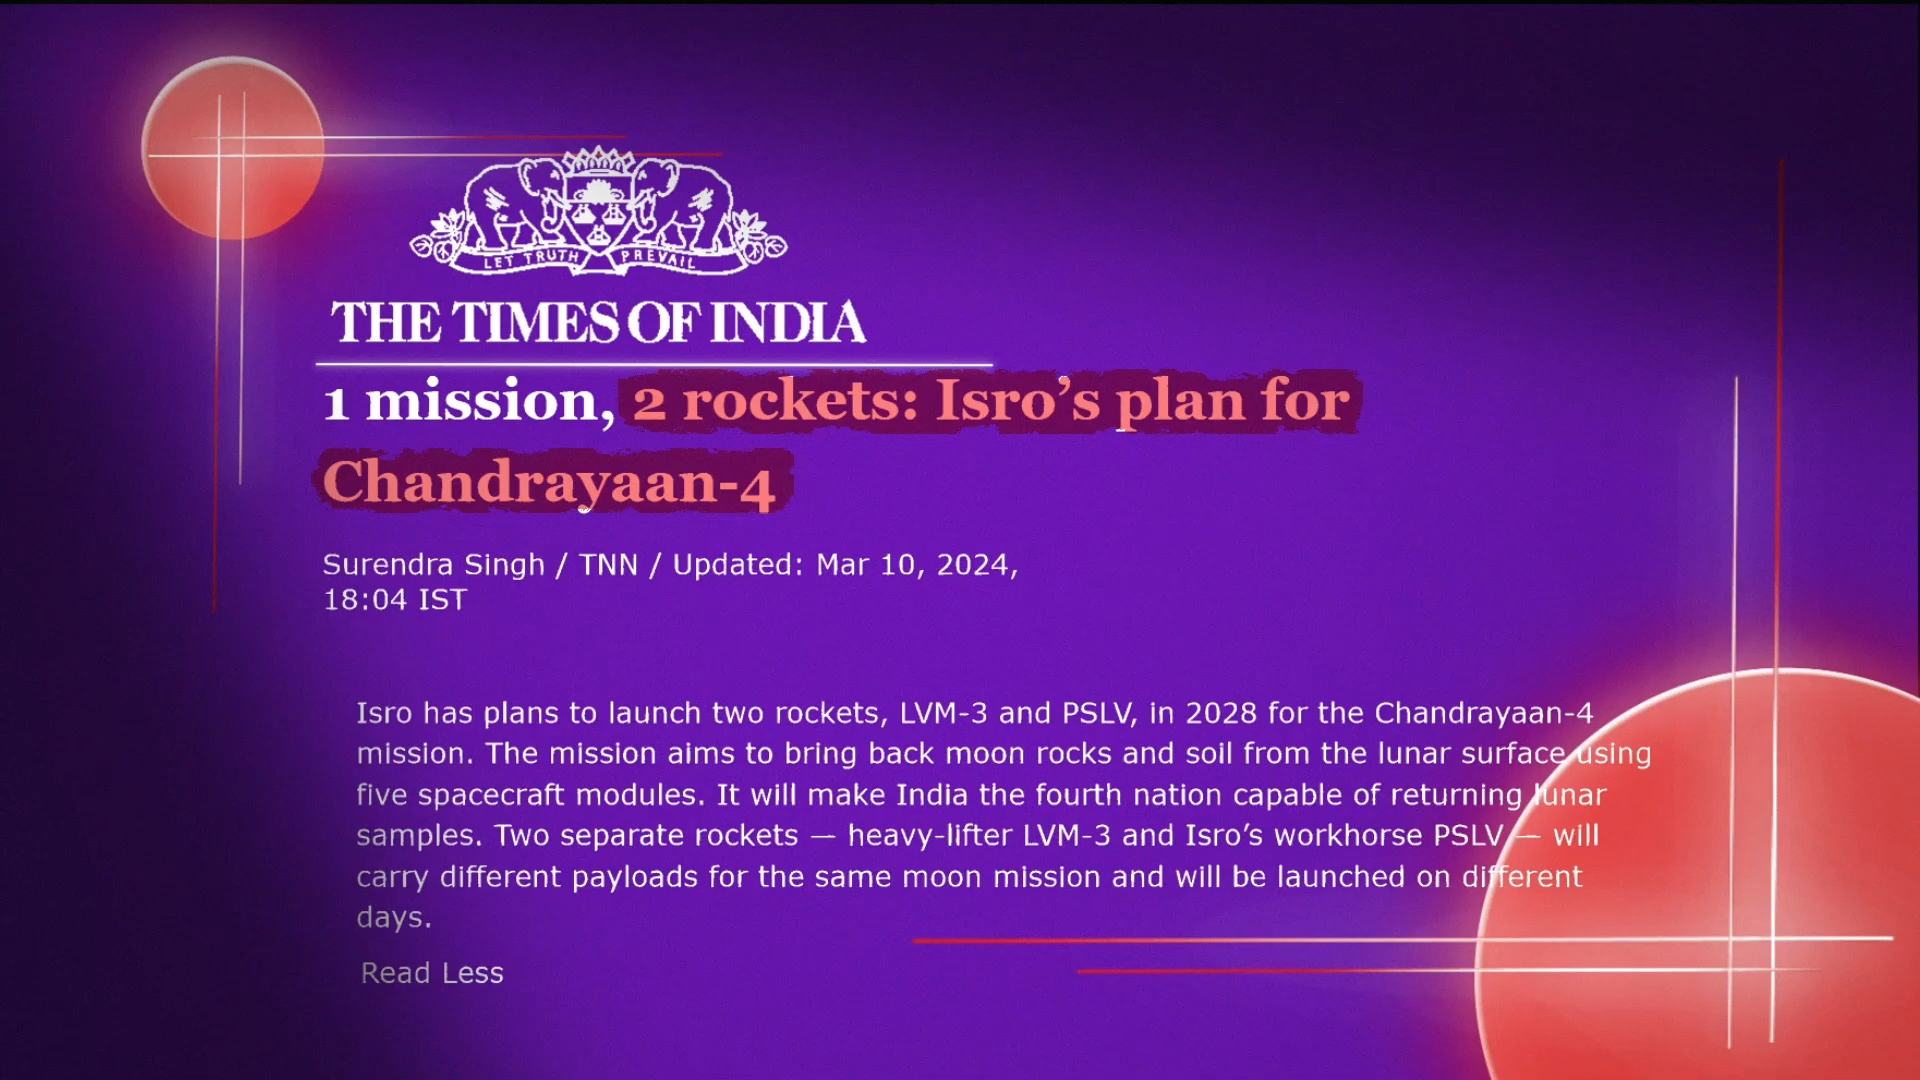 LET TRUTH PREVAIL
THE TIMES OF INDIA
1 mission, 2 rockets: Isro’s plan for
Chandrayaan-4
Surendra Singh / TNN / Updated: Mar 10, 2024,
18:04 IST
Isro has plans to launch two rockets, LVM-3 and PSLV, in 2028 for the Chandrayaan-4
mission. The mission aims to bring back moon rocks and soil from the lunar surface using
five spacecraft modules. It will make India the fourth nation capable of returning lunar
samples. Two separate rockets — heavy-lifter LVM-3 and Isro’s workhorse PSLV — will
carry different payloads for the same moon mission and will be launched on different
days.
Read Less